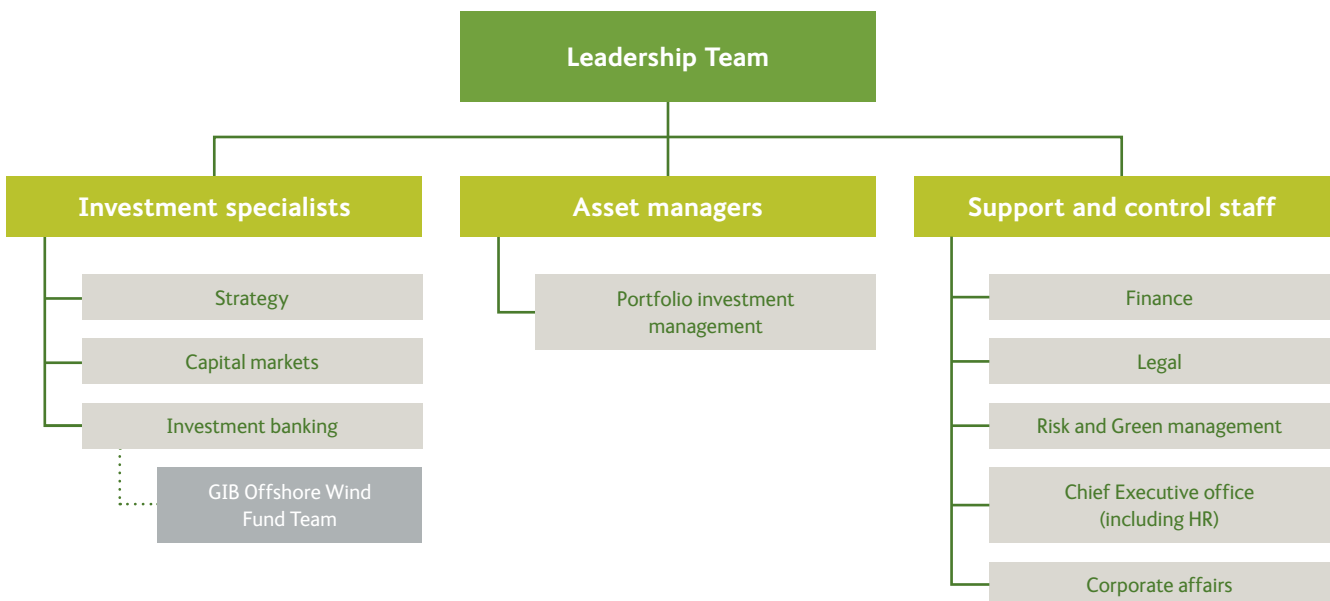 Leadership Team
Investment specialists
Strategy
Capital markets
Investment banking
GIB Offshore Wind
Fund Team
Asset managers
Portfolio investment
management
Support and control staff
Finance
Legal
Risk and Green management
Chief Executive office
(including HR)
Corporate affairs